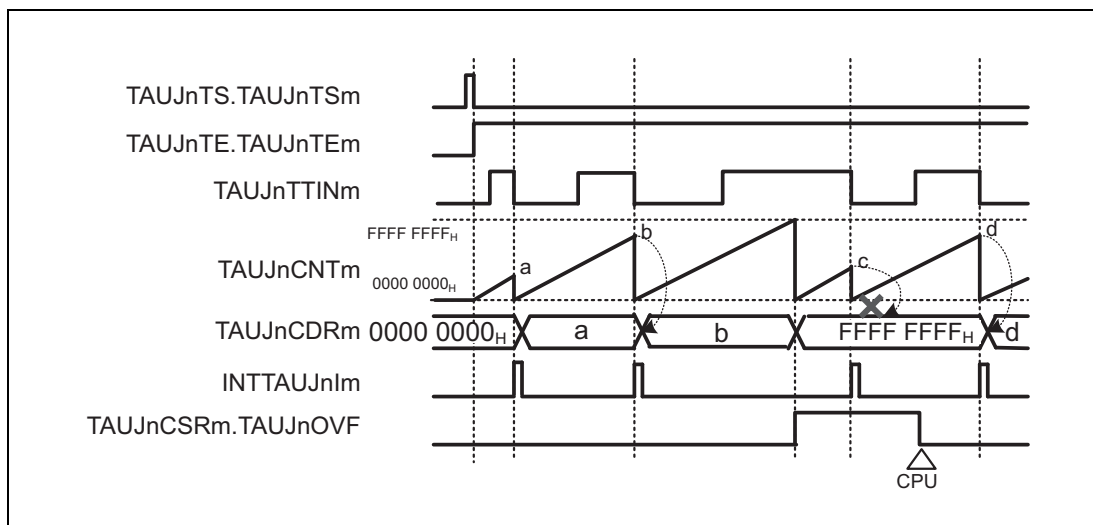 TAUJnTS.TAUJnTSm
TAUJnTE.TAUJnTEm
TAUJnTTINm
FFFF FFFFH
b
d
TAUJnCNTm
a
c
0000 0000H
TAUJnCDRm
0000 0000H
a
b
FFFF FFFFH
d
INTTAUJnIm
TAUJnCSRm.TAUJnOVF
CPU